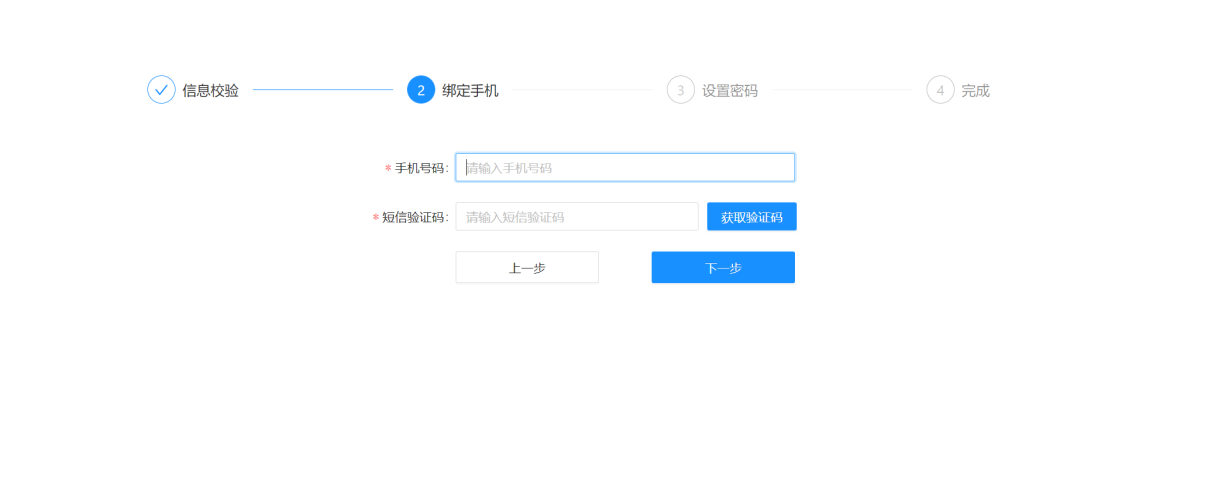 信息校验 2 绑定手机 3 设置密码 4 完成
* 手机号码: 请输入手机号码
* 短信验证码: 请输入短信验证码 获取验证码
上一步 下一步